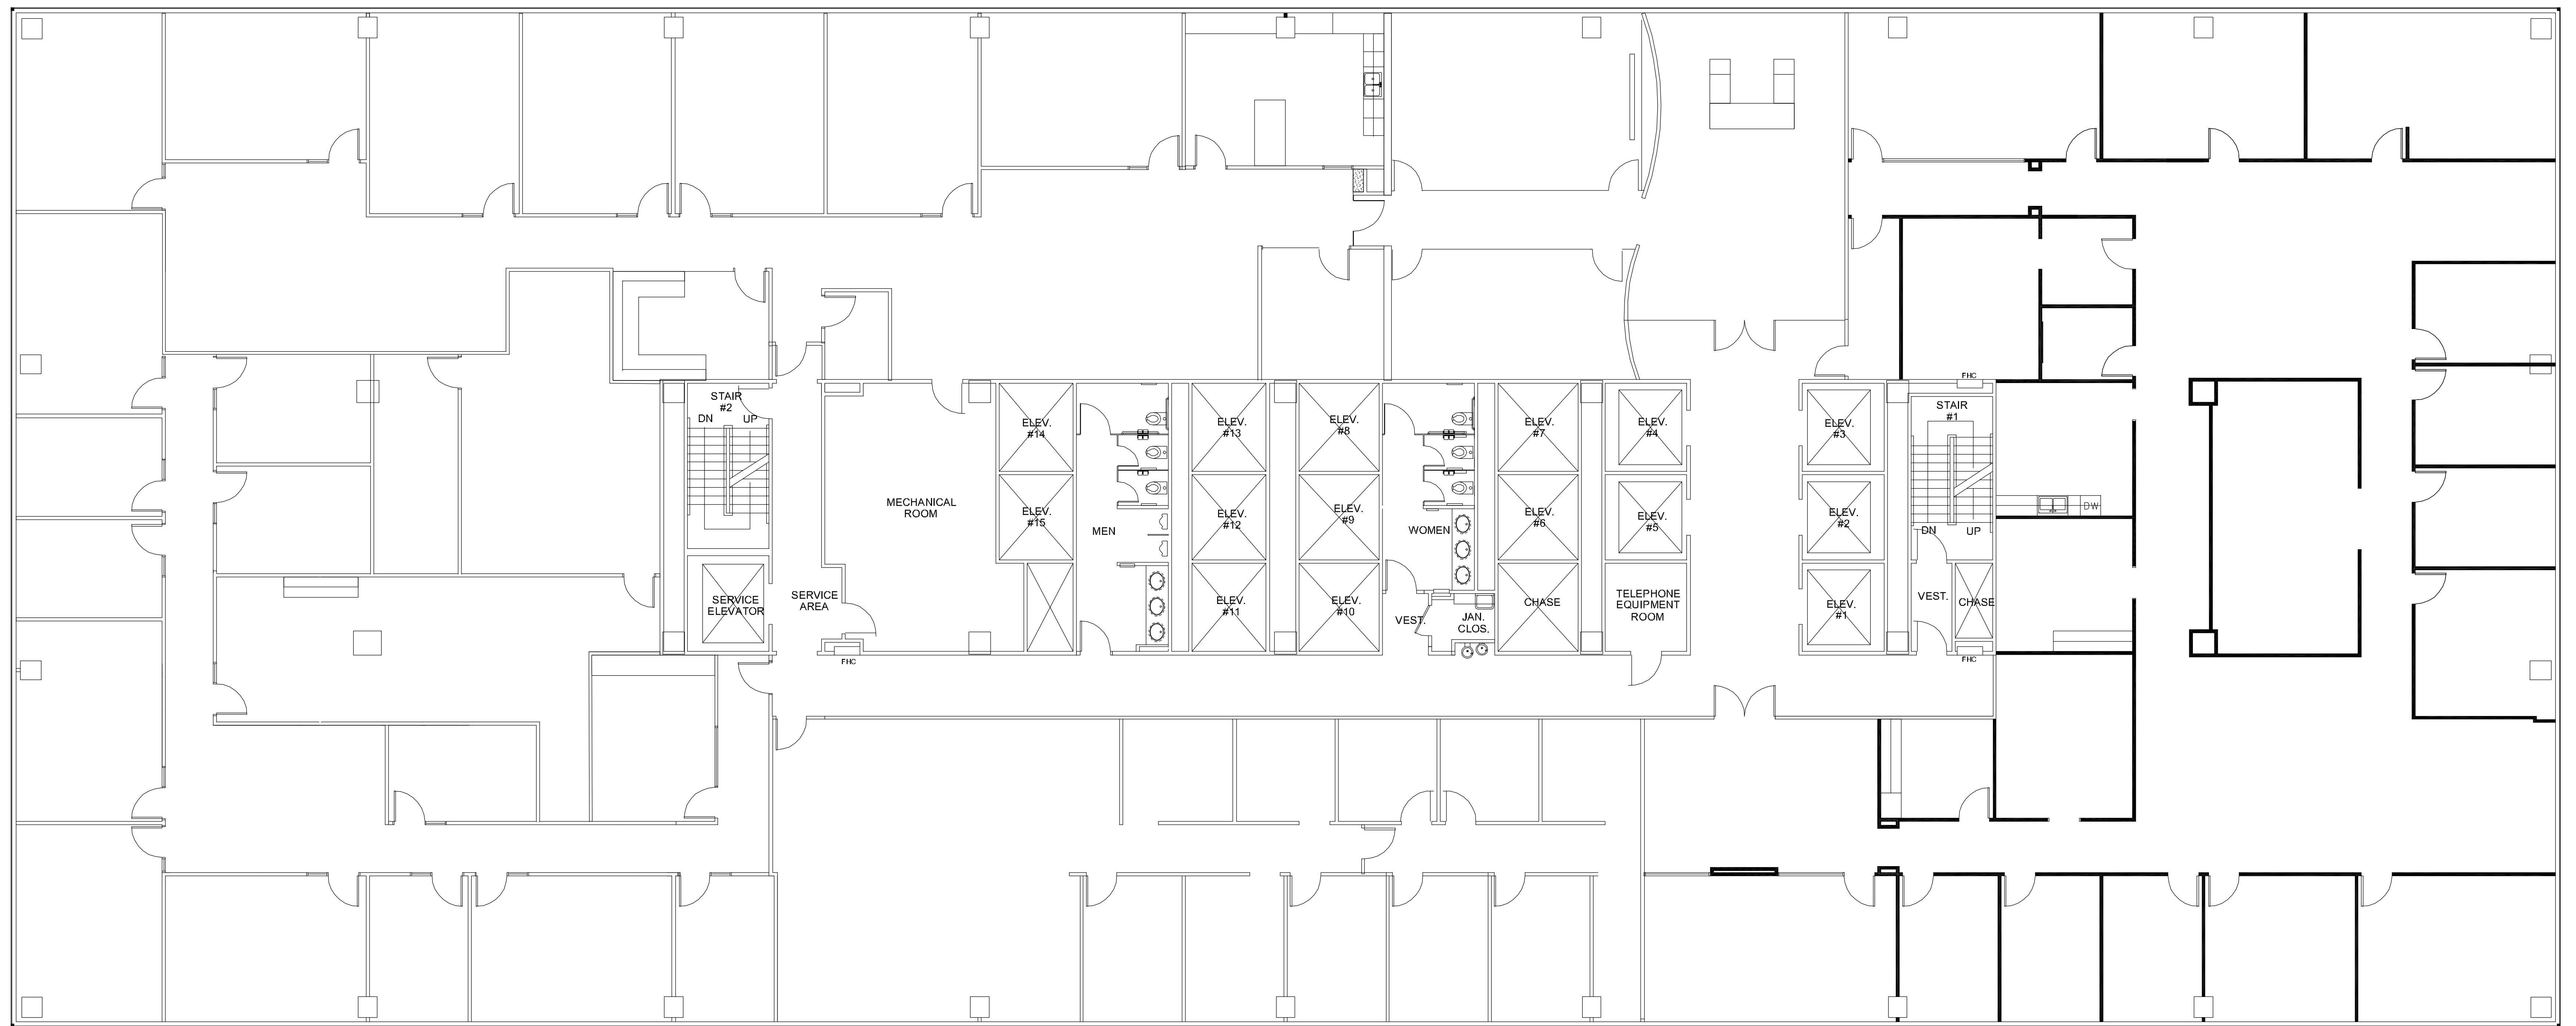 FHC
STAIR
#2
DN
UP
STAIR
#1
ELEV.
#14
ELEV.
#13
ELEV.
#8
ELEV.
#7
ELEV.
#4
ELEV.
#3
MECHANICAL
ROOM
ELEV.
#15
ELEV.
#12
ELEV.
#9
ELEV.
#6
ELEV.
#5
ELEV.
#2
DW
MEN
WOMEN
DN
UP
SERVICE
ELEVATOR
SERVICE
AREA
ELEV.
#11
ELEV.
#10
CHASE
TELEPHONE
EQUIPMENT
ROOM
ELEV.
#1
VEST.
CHASE
VEST.
JAN.
CLOS.
FHC
FHC